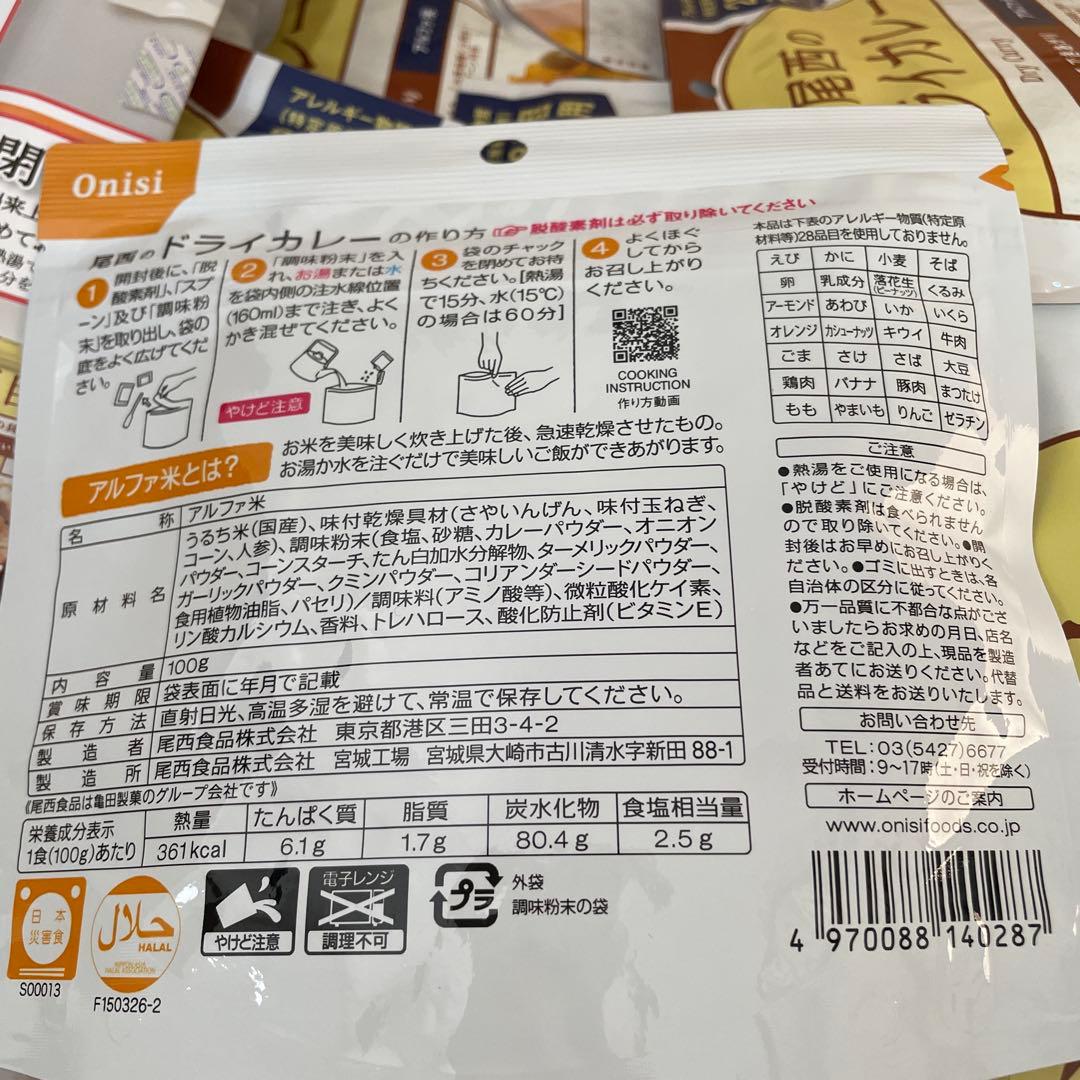 Onisi
尾西のドライカレーの作り方 脱酸素剤は必ず取り除いてください
1 開封後に、「脱
酸素剤」、「スプ
ーン」及び「調味粉
末」を取り出し、袋の
底をよく広げてくだ
さい。
2 「調味粉末」を入
れ、お湯または水
を袋内側の注水線位置
(160ml)まで注ぎ、よく
かき混ぜてください。
やけど注意
3 袋のチャック
を閉めてお待
ちください。[熱湯
で15分、水(15℃)
の場合は60分]
4 よくほぐ
してから
お召し上がり
ください。
COOKING
INSTRUCTION
作り方動画
アルファ米とは?
お米を美味しく炊き上げた後、急速乾燥させたもの。
お湯か水を注ぐだけで美味しいご飯ができあがります。
名称 アルファ米
原材料名 うるち米(国産)、味付乾燥具材(さやいんげん、味付玉ねぎ、
コーン、人参)、調味粉末(食塩、砂糖、カレーパウダー、オニオン
パウダー、コーンスターチ、たん白加水分解物、ターメリックパウダー、
ガーリックパウダー、クミンパウダー、コリアンダーシードパウダー、
食用植物油脂、パセリ)/調味料(アミノ酸等)、微粒酸化ケイ素、
リン酸カルシウム、香料、トレハロース、酸化防止剤(ビタミンE)
内容量 100g
賞味期限 袋表面に年月で記載
保存方法 直射日光、高温多湿を避けて、常温で保存してください。
製造者 尾西食品株式会社 東京都港区三田3-4-2
製造所 尾西食品株式会社 宮城工場 宮城県大崎市古川清水字新田88-1
《尾西食品は亀田製菓のグループ会社です》
栄養成分表示
1食(100g)あたり
熱量 たんぱく質 脂質 炭水化物 食塩相当量
361kcal 6.1g 1.7g 80.4g 2.5g
日本
災害食
S00013
حلال
HALAL
NIPPON ASIA
HALAL ASSOCIATION
F150326-2
やけど注意
電子レンジ
調理不可
プラ
外袋
調味粉末の袋
本品は下表のアレルギー物質(特定原
材料等)28品目を使用しておりません。
えび かに 小麦 そば
卵 乳成分 落花生(ピーナッツ) くるみ
アーモンド あわび いか いくら
オレンジ カシューナッツ キウイ 牛肉
ごま さけ さば 大豆
鶏肉 バナナ 豚肉 まつたけ
もも やまいも りんご ゼラチン
ご注意
●熱湯をご使用になる場合は、
「やけど」にご注意ください。
●脱酸素剤は食べられません
ので取り除いてください。●開
封後はお早めにお召し上がりく
ださい。●ゴミに出すときは、各
自治体の区分に従ってください。
●万一品質に不都合な点がござ
いましたらお求めの月日、店名
などをご記入の上、現品を製造
者あてにお送りください。代替
品と送料をお送りいたします。
お問い合わせ先
TEL:03(5427)6677
受付時間:9~17時(土・日・祝を除く)
ホームページのご案内
www.onisifoods.co.jp
4 970088 140287
尾西の
ライカレー
アレルギー物質
(特定原